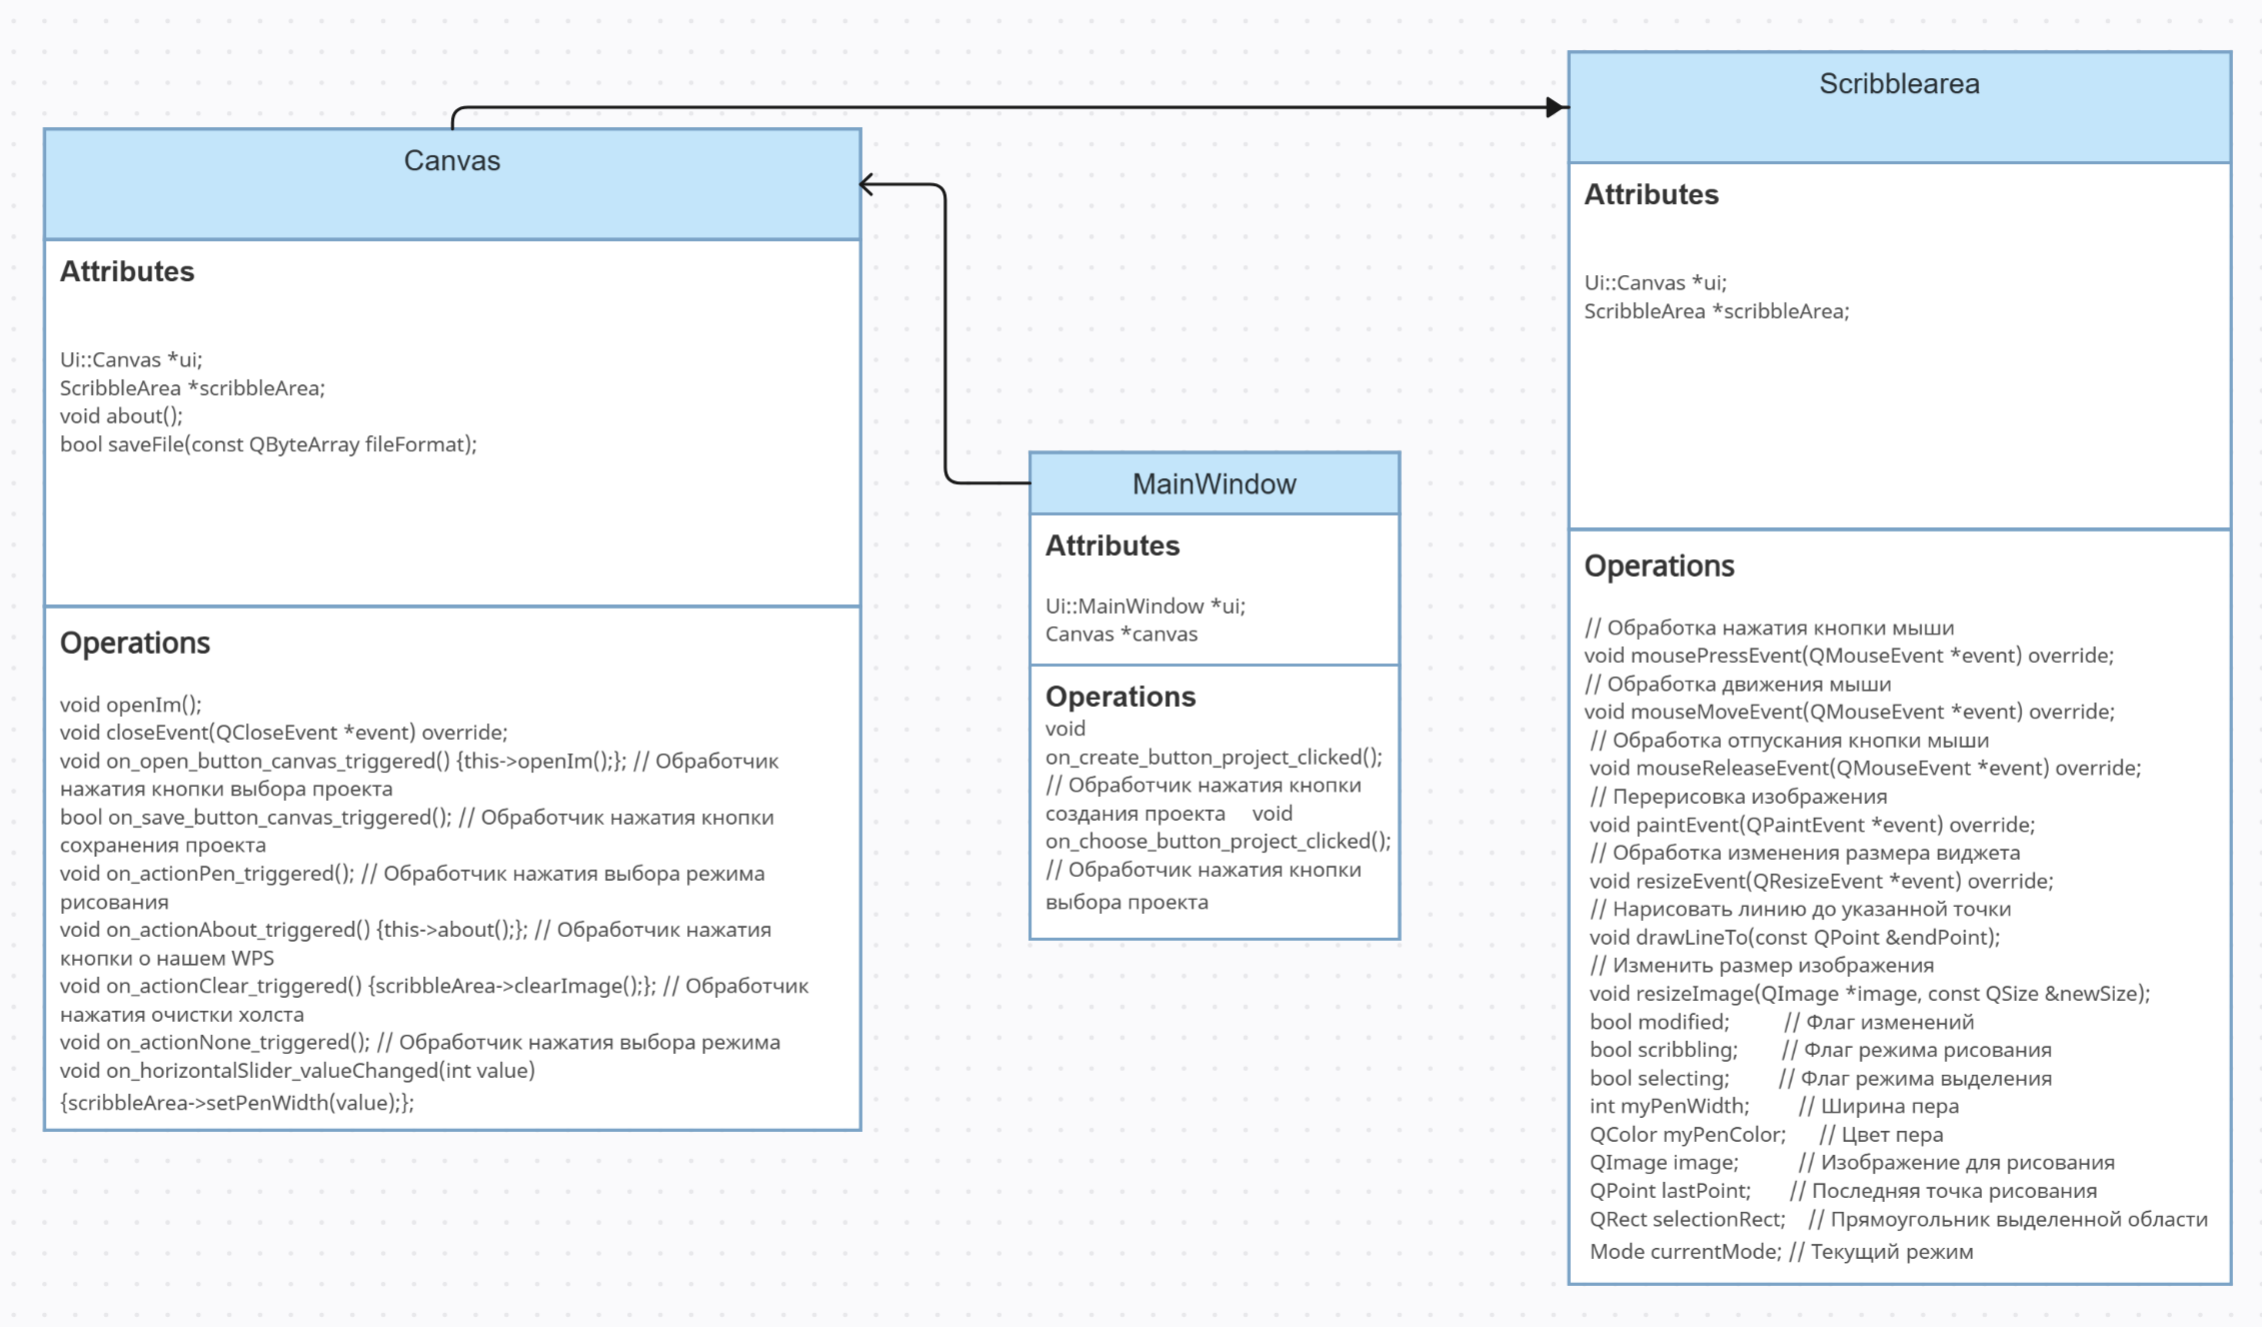 Canvas
Attributes
Ui::Canvas *ui;
ScribbleArea *scribbleArea;
void about();
bool saveFile(const QByteArray fileFormat);
Operations
void openIm();
void closeEvent(QCloseEvent *event) override;
void on_open_button_canvas_triggered() {this->openIm();}; // Обработчик
нажатия кнопки выбора проекта
bool on_save_button_canvas_triggered(); // Обработчик нажатия кнопки
сохранения проекта
void on_actionPen_triggered(); // Обработчик нажатия выбора режима
рисования
void on_actionAbout_triggered() {this->about();}; // Обработчик нажатия
кнопки о нашем WPS
void on_actionClear_triggered() {scribbleArea->clearImage();}; // Обработчик
нажатия очистки холста
void on_actionNone_triggered(); // Обработчик нажатия выбора режима
void on_horizontalSlider_valueChanged(int value)
{scribbleArea->setPenWidth(value);};
MainWindow
Attributes
Ui::MainWindow *ui;
Canvas *canvas
Operations
void
on_create_button_project_clicked();
// Обработчик нажатия кнопки
создания проекта void
on_choose_button_project_clicked();
// Обработчик нажатия кнопки
выбора проекта
Scribblearea
Attributes
Ui::Canvas *ui;
ScribbleArea *scribbleArea;
Operations
// Обработка нажатия кнопки мыши
void mousePressEvent(QMouseEvent *event) override;
// Обработка движения мыши
void mouseMoveEvent(QMouseEvent *event) override;
// Обработка отпускания кнопки мыши
void mouseReleaseEvent(QMouseEvent *event) override;
// Перерисовка изображения
void paintEvent(QPaintEvent *event) override;
// Обработка изменения размера виджета
void resizeEvent(QResizeEvent *event) override;
// Нарисовать линию до указанной точки
void drawLineTo(const QPoint &endPoint);
// Изменить размер изображения
void resizeImage(QImage *image, const QSize &newSize);
bool modified; // Флаг изменений
bool scribbling; // Флаг режима рисования
bool selecting; // Флаг режима выделения
int myPenWidth; // Ширина пера
QColor myPenColor; // Цвет пера
QImage image; // Изображение для рисования
QPoint lastPoint; // Последняя точка рисования
QRect selectionRect; // Прямоугольник выделенной области
Mode currentMode; // Текущий режим